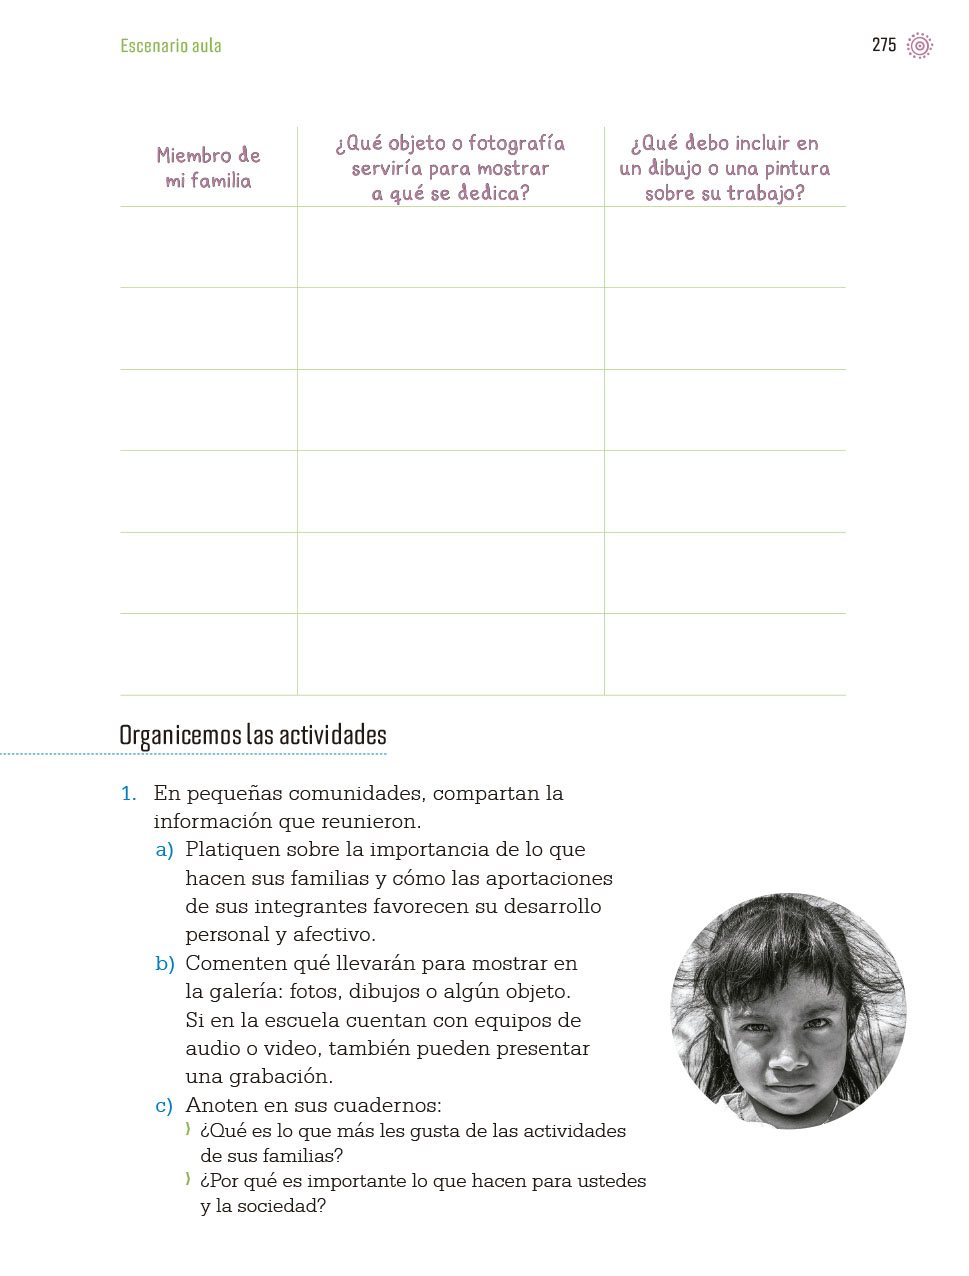 Escenario aula
275
Miembro de
mi familia
¿Qué objeto o fotografía
serviría para mostrar
a qué se dedica?
¿Qué debo incluir en
un dibujo o una pintura
sobre su trabajo?
Organicemos las actividades
1. En pequeñas comunidades, compartan la
información que reunieron.
a) Platiquen sobre la importancia de lo que
hacen sus familias y cómo las aportaciones
de sus integrantes favorecen su desarrollo
personal y afectivo.
b) Comenten qué llevarán para mostrar en
la galería: fotos, dibujos o algún objeto.
Si en la escuela cuentan con equipos de
audio o video, también pueden presentar
una grabación.
c) Anoten en sus cuadernos:
⟩ ¿Qué es lo que más les gusta de las actividades
de sus familias?
⟩ ¿Por qué es importante lo que hacen para ustedes
y la sociedad?